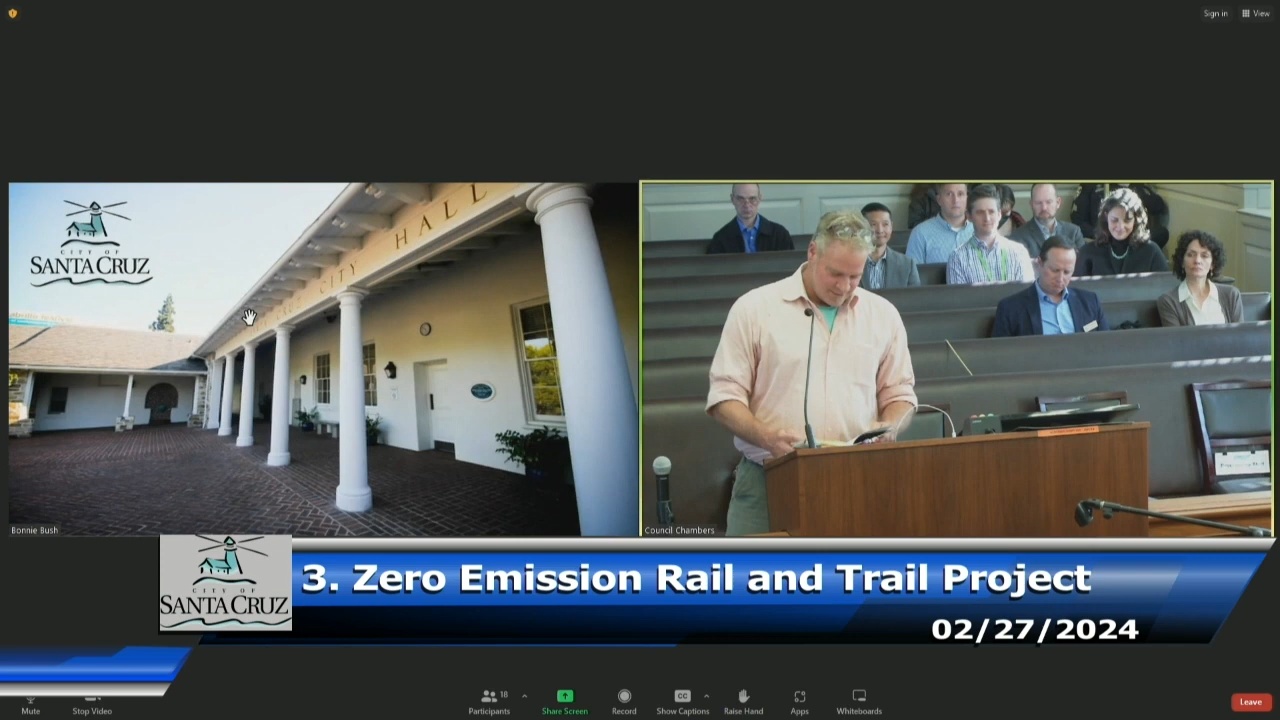 Sign in
View
CITY OF
SANTA CRUZ
CITY HALL
Bonnie Bush
Council Chambers
CITY OF
SANTA CRUZ
3. Zero Emission Rail and Trail Project
02/27/2024
Mute
Stop Video
Participants
18
Share Screen
CC
Show Captions
Record
Raise Hand
Apps
Whiteboards
Leave